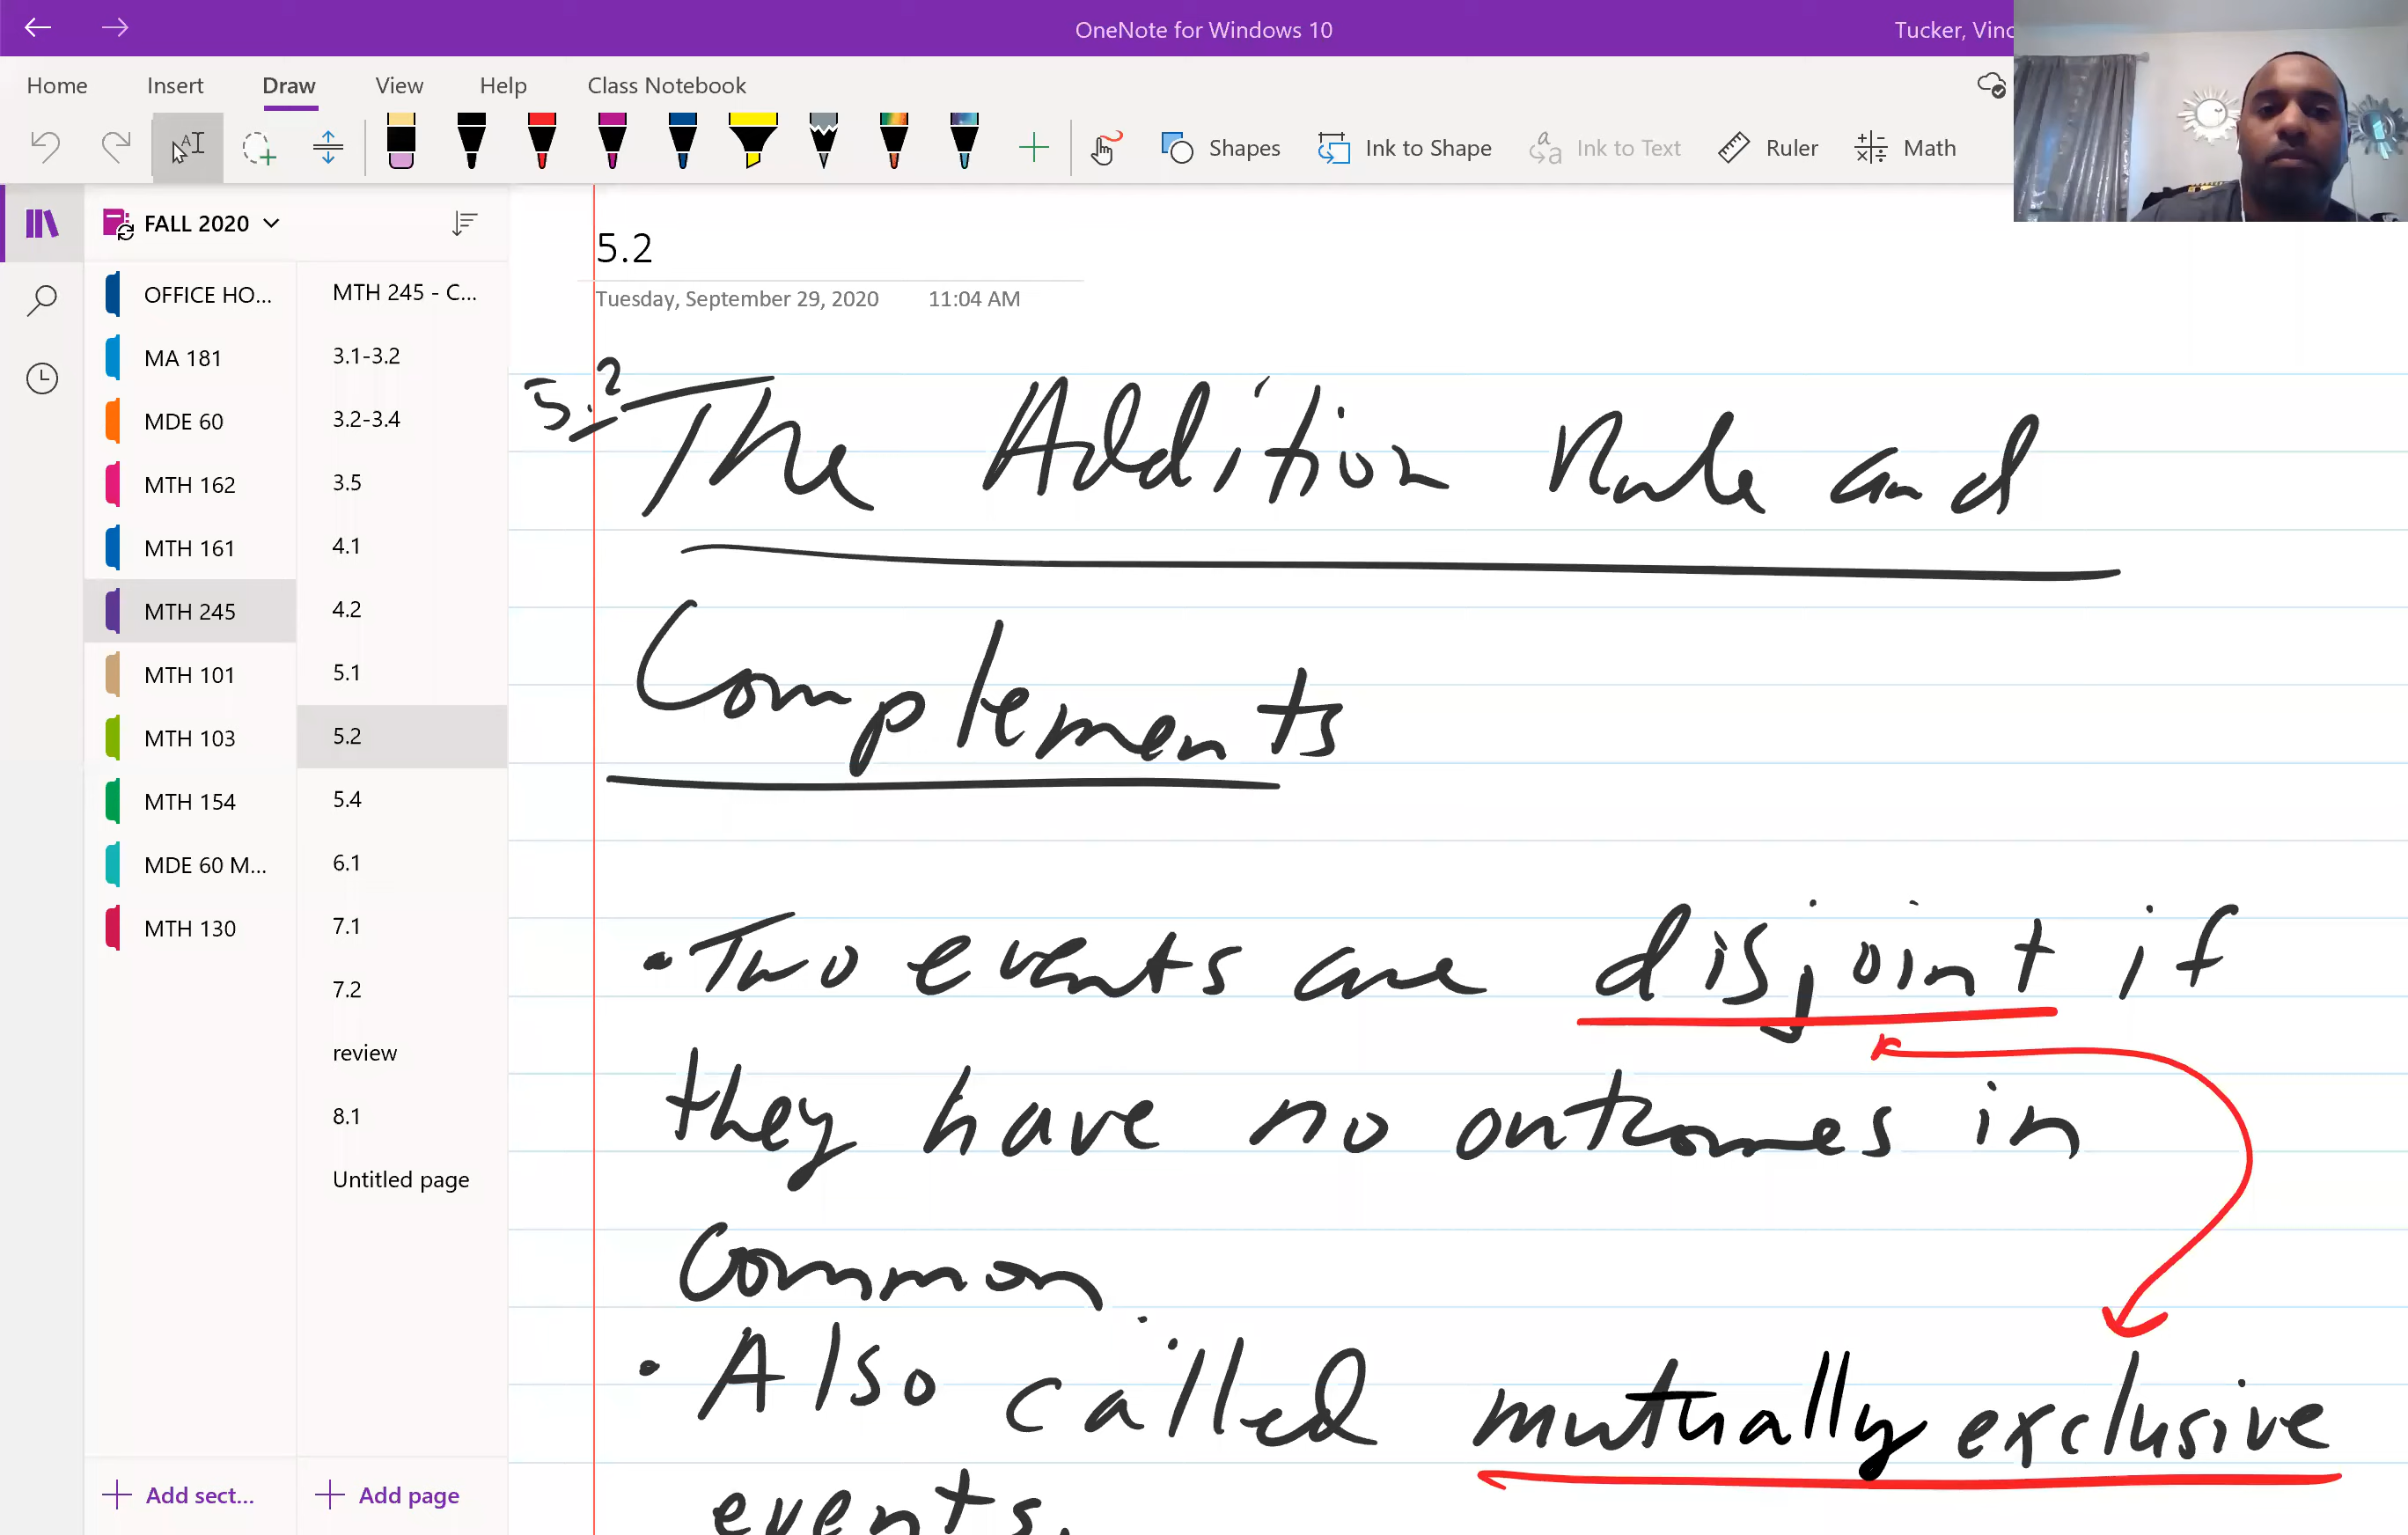 OneNote for Windows 10
Tucker, Vinc
Home Insert Draw View Help Class Notebook
Shapes Ink to Shape Ink to Text Ruler Math
FALL 2020
OFFICE HO...
MA 181
MDE 60
MTH 162
MTH 161
MTH 245
MTH 101
MTH 103
MTH 154
MDE 60 M...
MTH 130
Add sect...
MTH 245 - C...
3.1-3.2
3.2-3.4
3.5
4.1
4.2
5.1
5.2
5.4
6.1
7.1
7.2
review
8.1
Untitled page
Add page
5.2
Tuesday, September 29, 2020 11:04 AM
5.2 The Addition Rule and
Complements
• Two events are disjoint if
they have no outcomes in
common.
• Also called mutually exclusive
events.